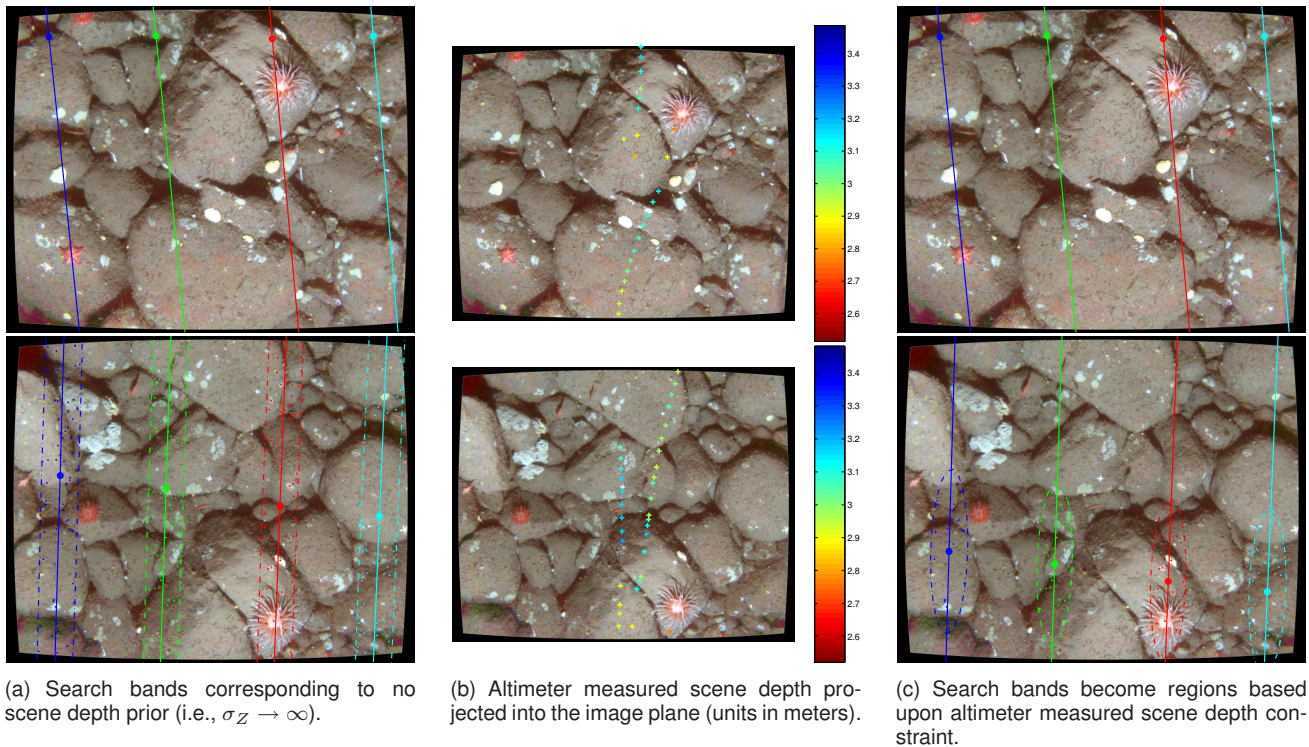 3.4
3.3
3.2
3.1
3
2.9
2.8
2.7
2.6
3.4
3.3
3.2
3.1
3
2.9
2.8
2.7
2.6
(a) Search bands corresponding to no
scene depth prior (i.e., σ_Z → ∞).
(b) Altimeter measured scene depth pro-
jected into the image plane (units in meters).
(c) Search bands become regions based
upon altimeter measured scene depth con-
straint.